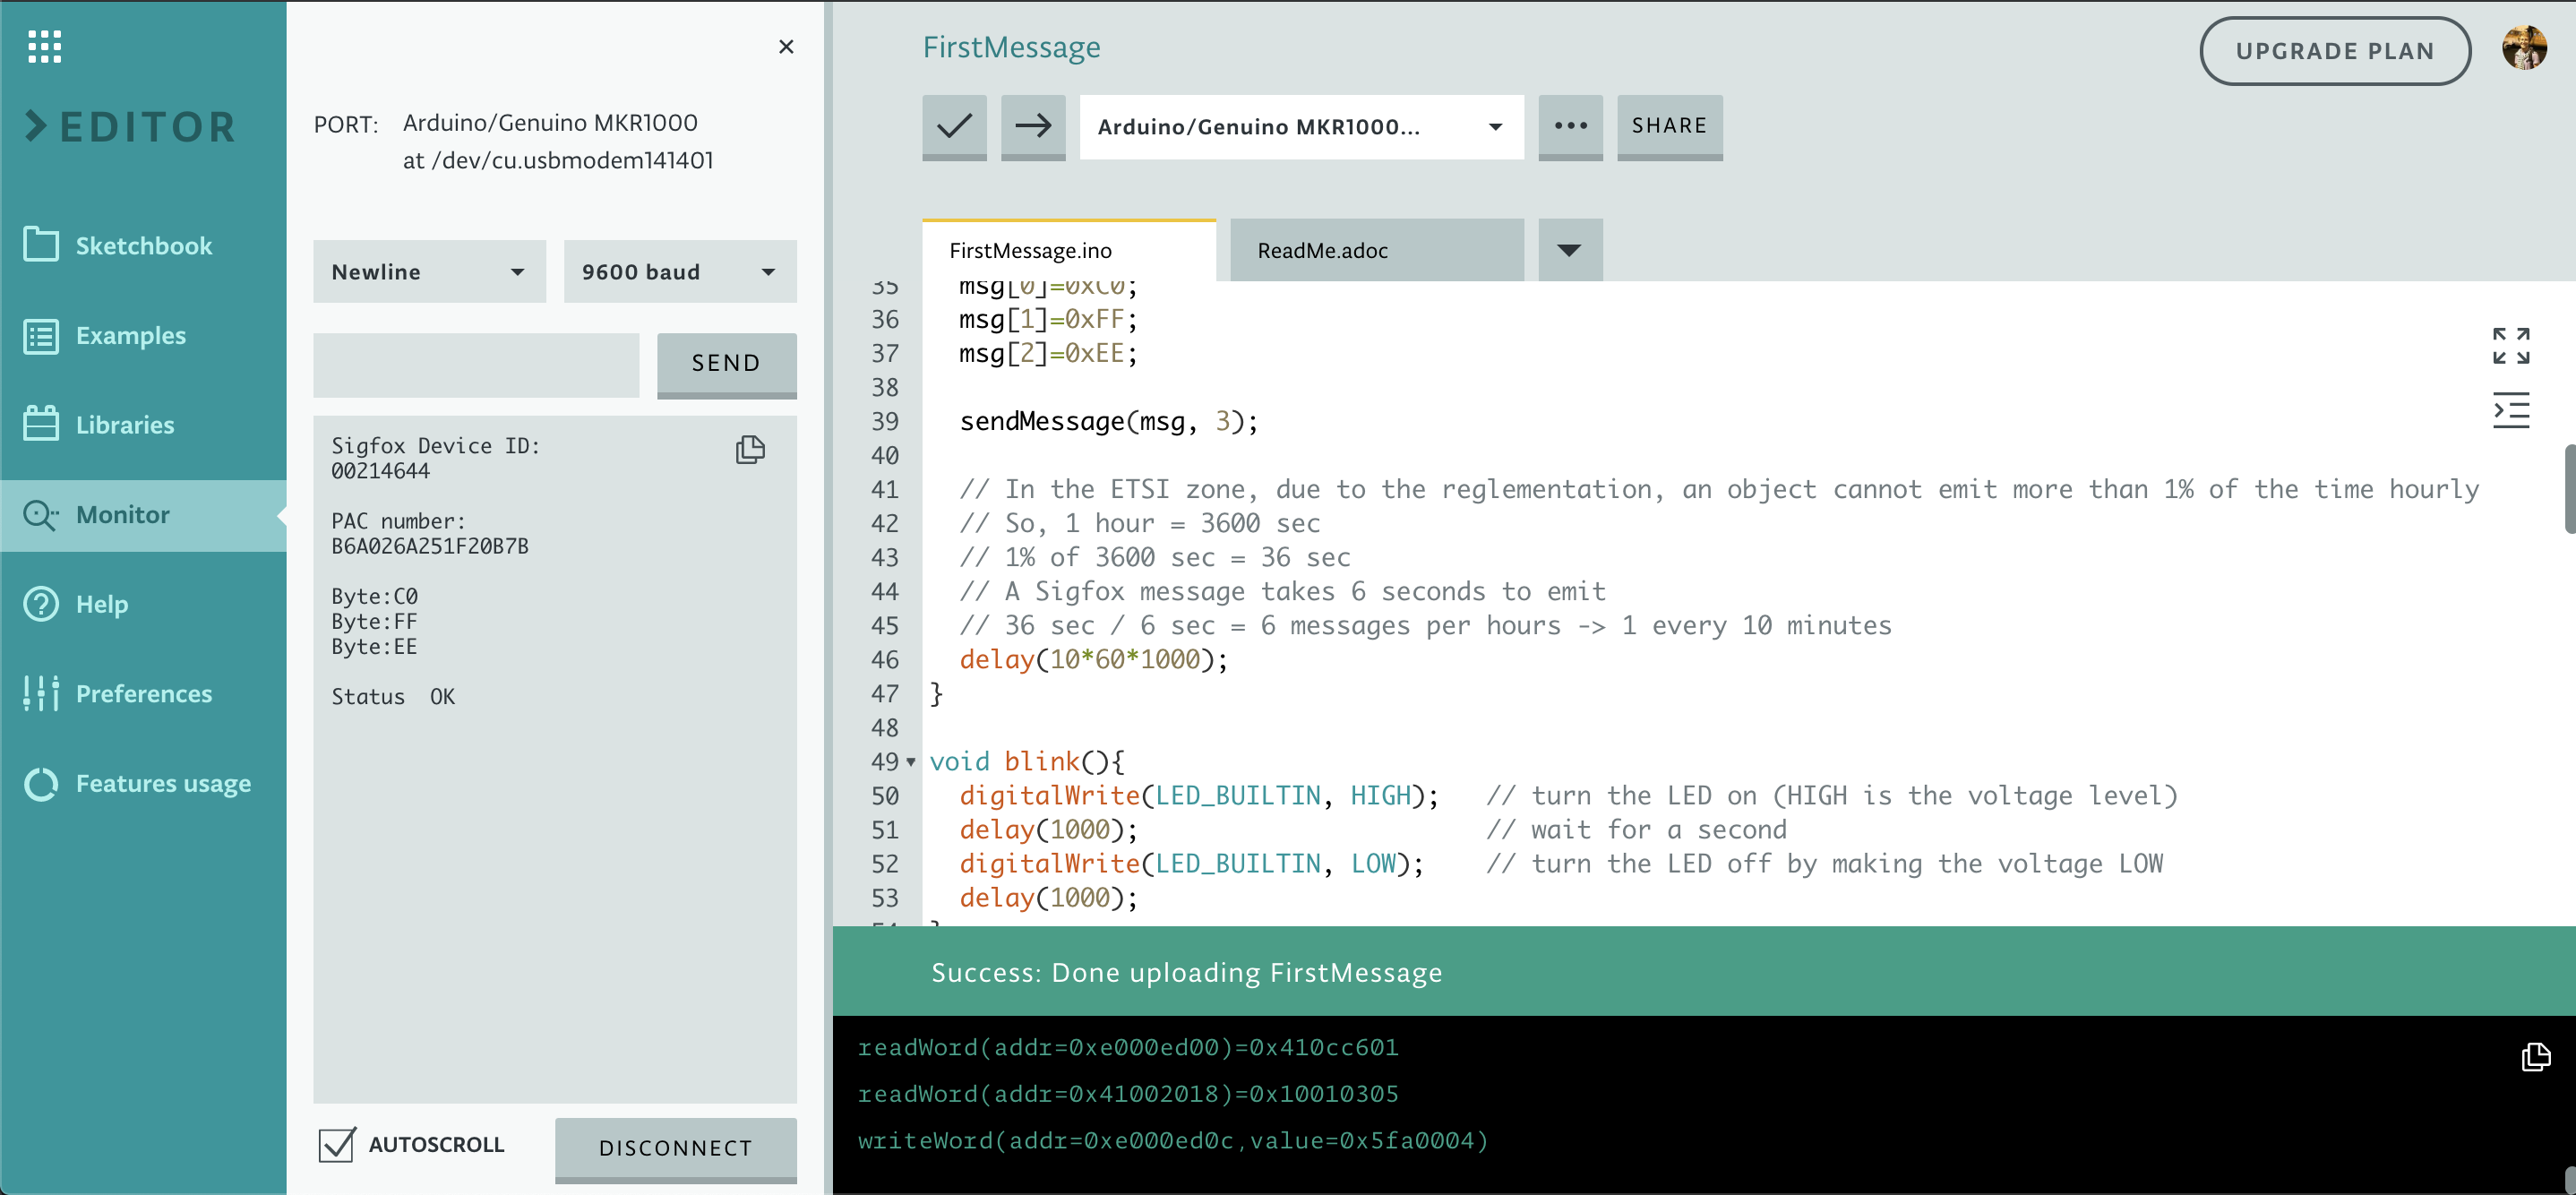 EDITOR
Sketchbook
Examples
Libraries
Monitor
Help
Preferences
Features usage
PORT: Arduino/Genuino MKR1000
at /dev/cu.usbmodem141401
Newline
9600 baud
SEND
Sigfox Device ID:
00214644
PAC number:
B6A026A251F20B7B
Byte:C0
Byte:FF
Byte:EE
Status  OK
AUTOSCROLL
DISCONNECT
FirstMessage
UPGRADE PLAN
Arduino/Genuino MKR1000...
SHARE
FirstMessage.ino
ReadMe.adoc
35 msg[0]=0xC0;
36 msg[1]=0xFF;
37 msg[2]=0xEE;
38
39 sendMessage(msg, 3);
40
41 // In the ETSI zone, due to the reglementation, an object cannot emit more than 1% of the time hourly
42 // So, 1 hour = 3600 sec
43 // 1% of 3600 sec = 36 sec
44 // A Sigfox message takes 6 seconds to emit
45 // 36 sec / 6 sec = 6 messages per hours -> 1 every 10 minutes
46 delay(10*60*1000);
47 }
48
49 void blink(){
50 digitalWrite(LED_BUILTIN, HIGH);   // turn the LED on (HIGH is the voltage level)
51 delay(1000);                       // wait for a second
52 digitalWrite(LED_BUILTIN, LOW);    // turn the LED off by making the voltage LOW
53 delay(1000);
Success: Done uploading FirstMessage
readWord(addr=0xe000ed00)=0x410cc601
readWord(addr=0x41002018)=0x10010305
writeWord(addr=0xe000ed0c,value=0x5fa0004)